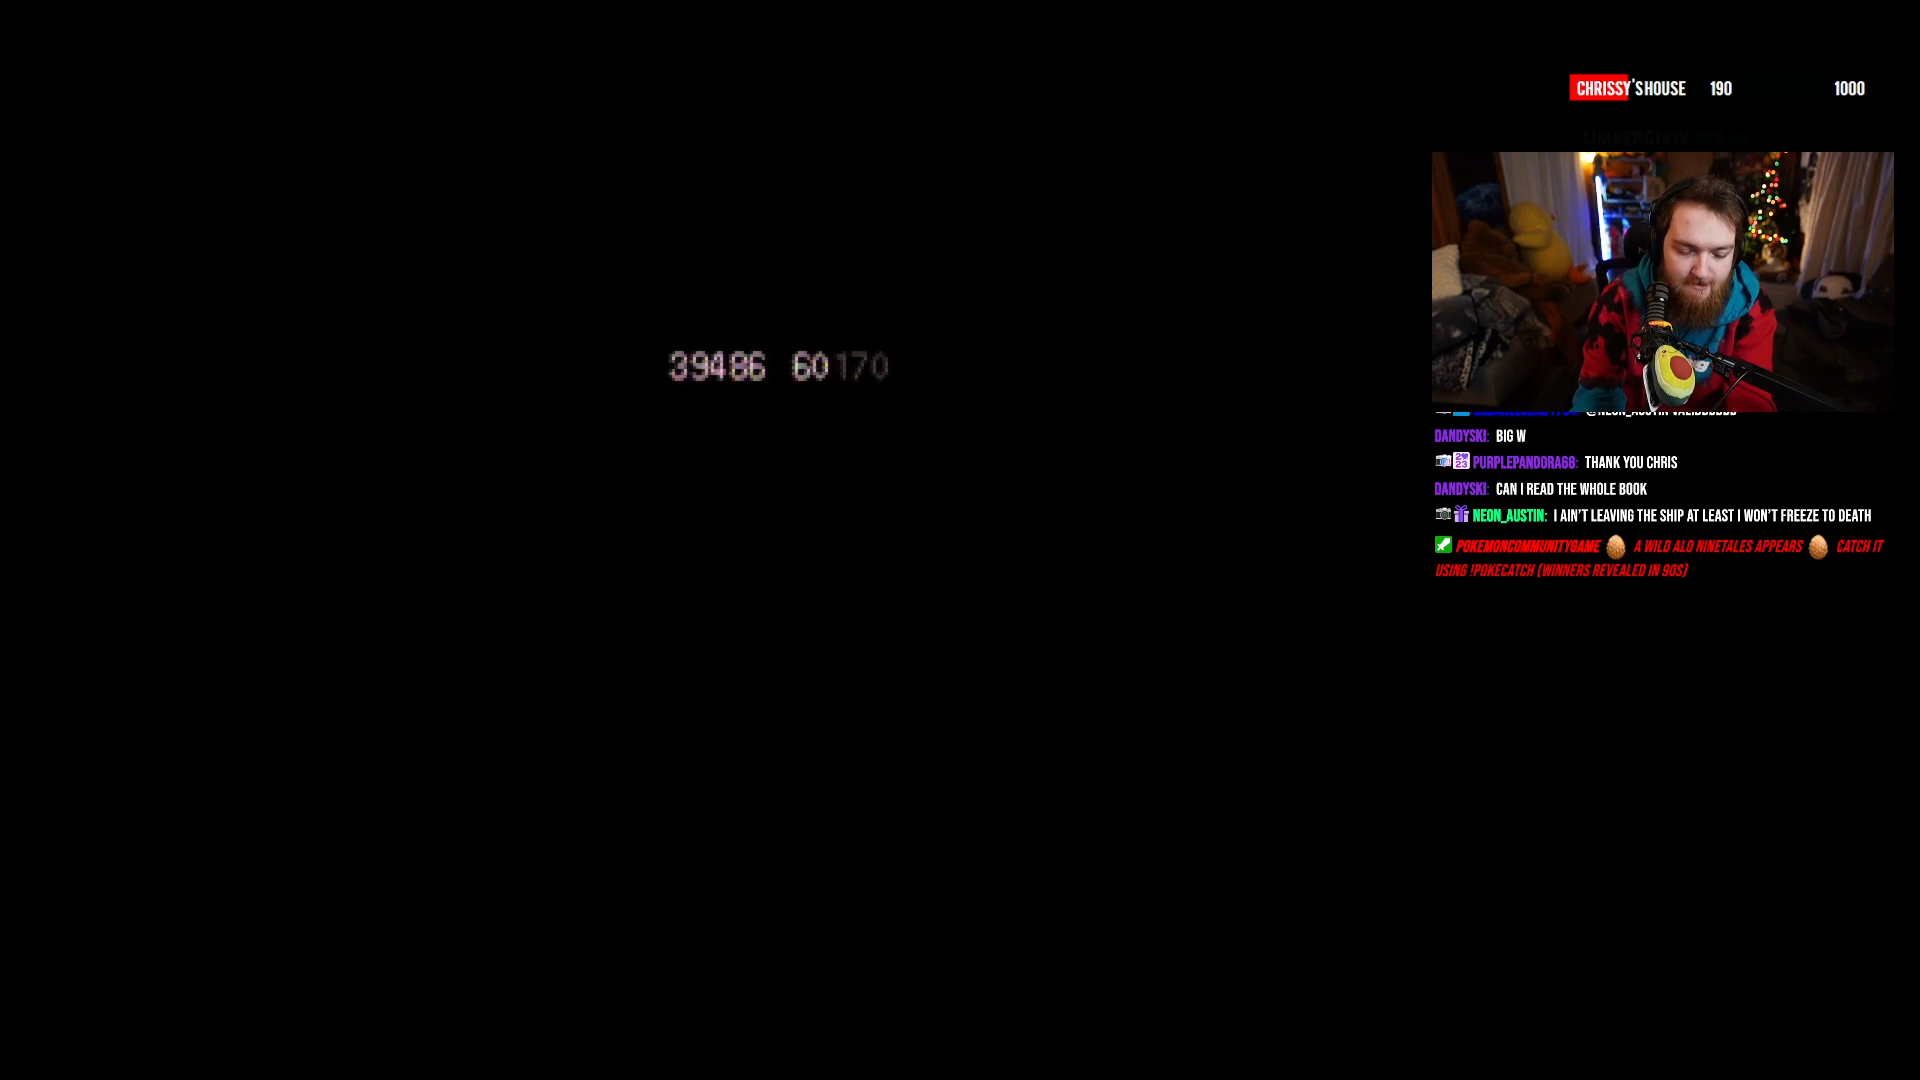 CHRISSY'S HOUSE 190 1000
39486 60170
DANDYSKI: BIG W
PURPLEPANDORA68: THANK YOU CHRIS
DANDYSKI: CAN I READ THE WHOLE BOOK
NEON_AUSTIN: I AIN'T LEAVING THE SHIP AT LEAST I WON'T FREEZE TO DEATH
POKEMONCOMMUNITYGAME A WILD ALO NINETALES APPEARS CATCH IT
USING !POKECATCH (WINNERS REVEALED IN 90S)